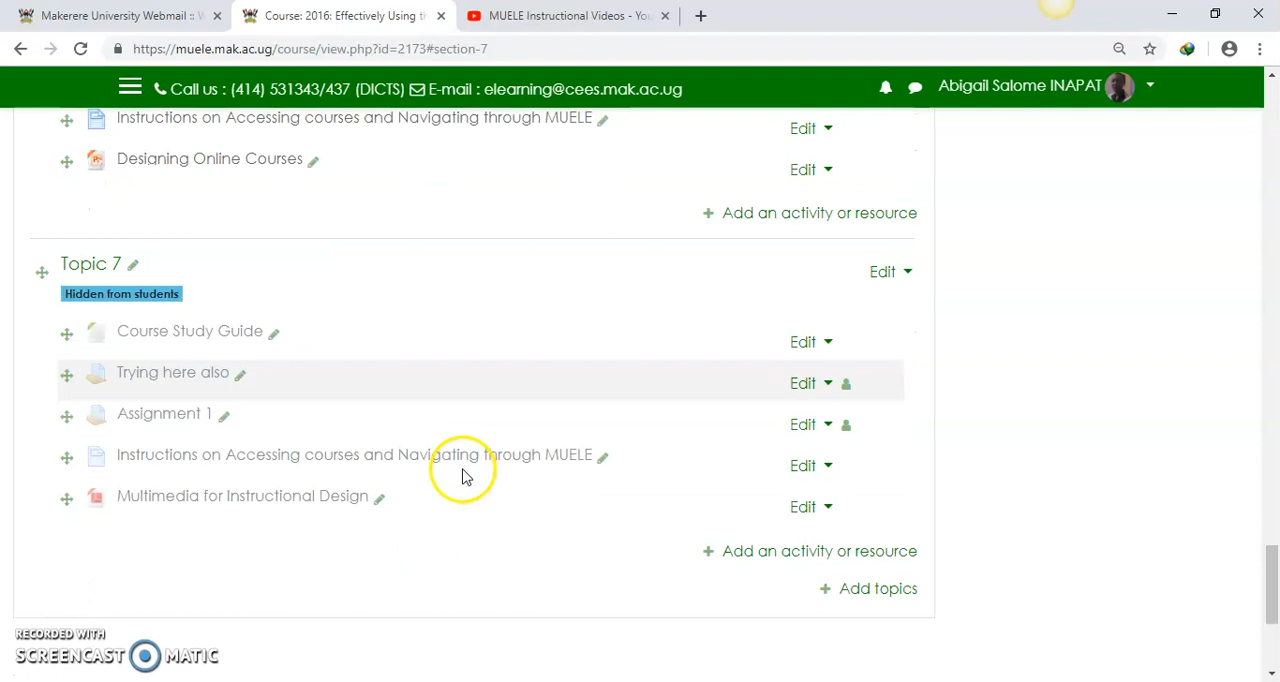 Makerere University Webmail :: W
Course: 2016: Effectively Using th
MUELE Instructional Videos - You
https://muele.mak.ac.ug/course/view.php?id=2173#section-7
Call us : (414) 531343/437 (DICTS) E-mail : elearning@cees.mak.ac.ug
Abigail Salome INAPAT
Instructions on Accessing courses and Navigating through MUELE
Edit
Designing Online Courses
Edit
+ Add an activity or resource
Topic 7
Edit
Hidden from students
Course Study Guide
Edit
Trying here also
Edit
Assignment 1
Edit
Instructions on Accessing courses and Navigating through MUELE
Edit
Multimedia for Instructional Design
Edit
+ Add an activity or resource
+ Add topics
RECORDED WITH
SCREENCAST MATIC